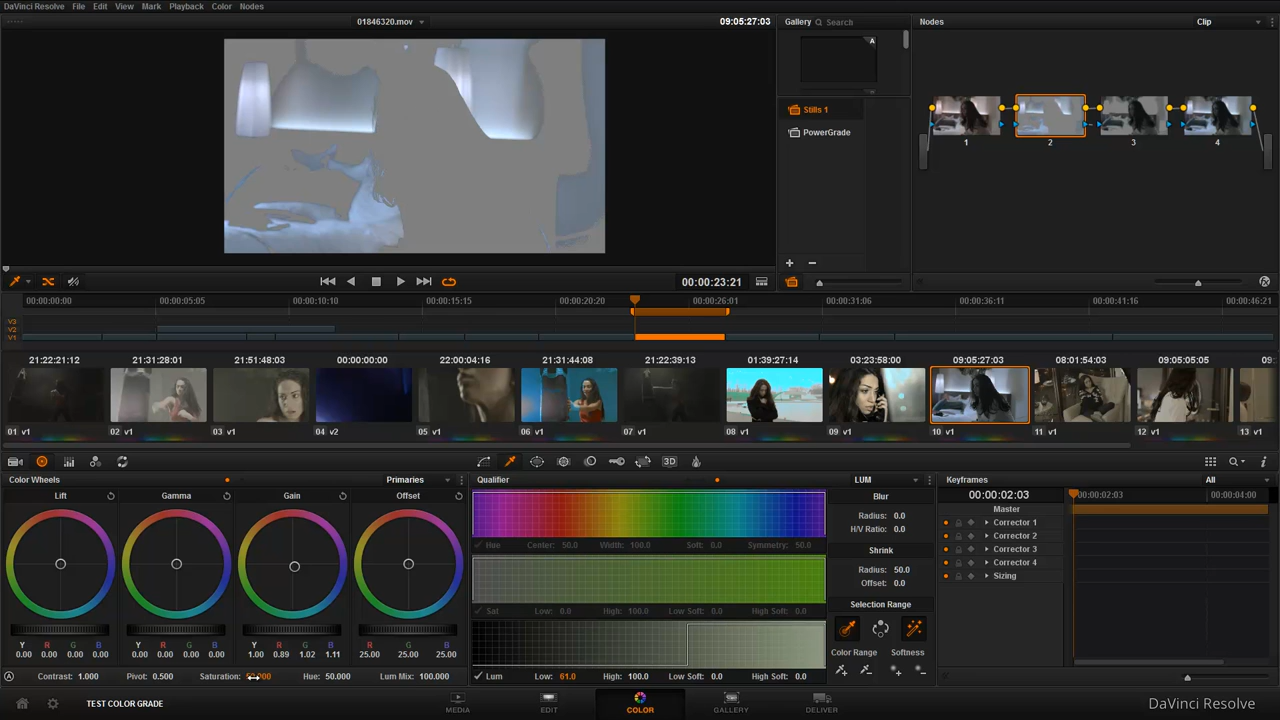 DaVinci Resolve File Edit View Mark Playback Color Nodes
01846320.mov 09:05:27:03 Gallery Search Nodes Clip
A
Stills 1
PowerGrade
1 2 3 4
00:00:23:21
00:00:00:00 00:00:05:05 00:00:10:10 00:00:15:15 00:00:20:20 00:00:26:01 00:00:31:06 00:00:36:11 00:00:41:16 00:00:46:21
V3
V2
V1
21:22:21:12 21:31:28:01 21:51:48:03 00:00:00:00 22:00:04:16 21:31:44:08 21:22:39:13 01:39:27:14 03:23:58:00 09:05:27:03 08:01:54:03 09:05:05:05 09:
01 v1 02 v1 03 v1 04 v2 05 v1 06 v1 07 v1 08 v1 09 v1 10 v1 11 v1 12 v1 13 v1
3D
Color Wheels Primaries Qualifier LUM Keyframes All
Lift Gamma Gain Offset
Blur
Radius: 0.0
H/V Ratio: 0.0
Hue Center: 50.0 Width: 100.0 Soft: 0.0 Symmetry: 50.0
Shrink
Radius: 50.0
Offset: 0.0
Sat Low: 0.0 High: 100.0 Low Soft: 0.0 High Soft: 0.0
Selection Range
Color Range Softness
00:00:02:03 00:00:02:03 00:00:04:00
Master
Corrector 1
Corrector 2
Corrector 3
Corrector 4
Sizing
Y R G B Y R G B Y R G B R G B
0.00 0.00 0.00 0.00 0.00 0.00 0.00 0.00 1.00 0.89 1.02 1.11 25.00 25.00 25.00
A Contrast: 1.000 Pivot: 0.500 Saturation: Hue: 50.000 Lum Mix: 100.000 Lum Low: 61.0 High: 100.0 Low Soft: 0.0 High Soft: 0.0
TEST COLOR GRADE MEDIA EDIT COLOR GALLERY DELIVER DaVinci Resolve